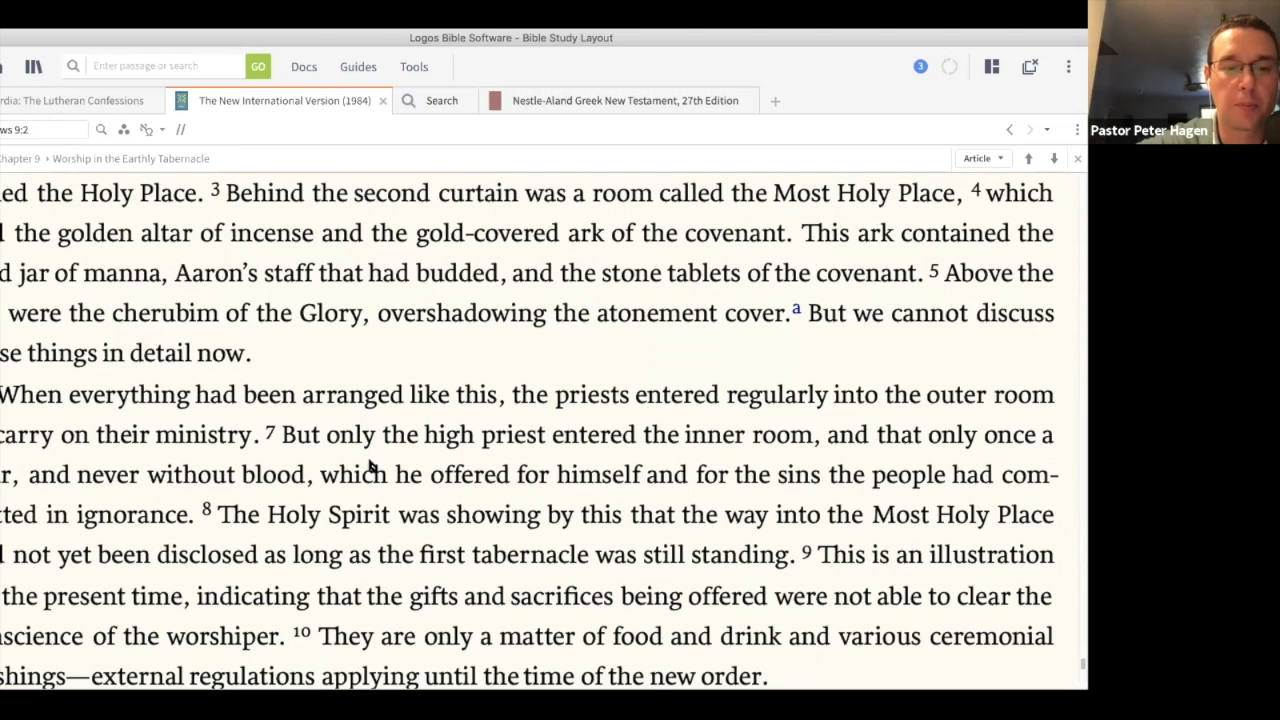 Logos Bible Software - Bible Study Layout
Enter passage or search GO Docs Guides Tools 3
rdia: The Lutheran Confessions The New International Version (1984) × Search Nestle-Aland Greek New Testament, 27th Edition +
ws 9:2 //
Chapter 9 › Worship in the Earthly Tabernacle Article
Pastor Peter Hagen
led the Holy Place. 3 Behind the second curtain was a room called the Most Holy Place, 4 which
the golden altar of incense and the gold-covered ark of the covenant. This ark contained the
d jar of manna, Aaron’s staff that had budded, and the stone tablets of the covenant. 5 Above the
were the cherubim of the Glory, overshadowing the atonement cover.a But we cannot discuss
se things in detail now.
When everything had been arranged like this, the priests entered regularly into the outer room
carry on their ministry. 7 But only the high priest entered the inner room, and that only once a
r, and never without blood, which he offered for himself and for the sins the people had com-
tted in ignorance. 8 The Holy Spirit was showing by this that the way into the Most Holy Place
not yet been disclosed as long as the first tabernacle was still standing. 9 This is an illustration
the present time, indicating that the gifts and sacrifices being offered were not able to clear the
science of the worshiper. 10 They are only a matter of food and drink and various ceremonial
shings—external regulations applying until the time of the new order.